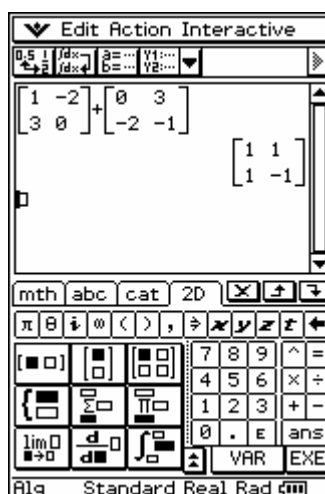 Edit Action Interactive
[1 -2 3 0]+[0 3 -2 -1]
[1 1 1 -1]
mth abc cat 2D
π θ i ∞ ( ) , ⇒ x y z t ←
7 8 9 ^ =
4 5 6 × ÷
1 2 3 + -
0 . E ans
lim d/d ∫
VAR EXE
Alg Standard Real Rad